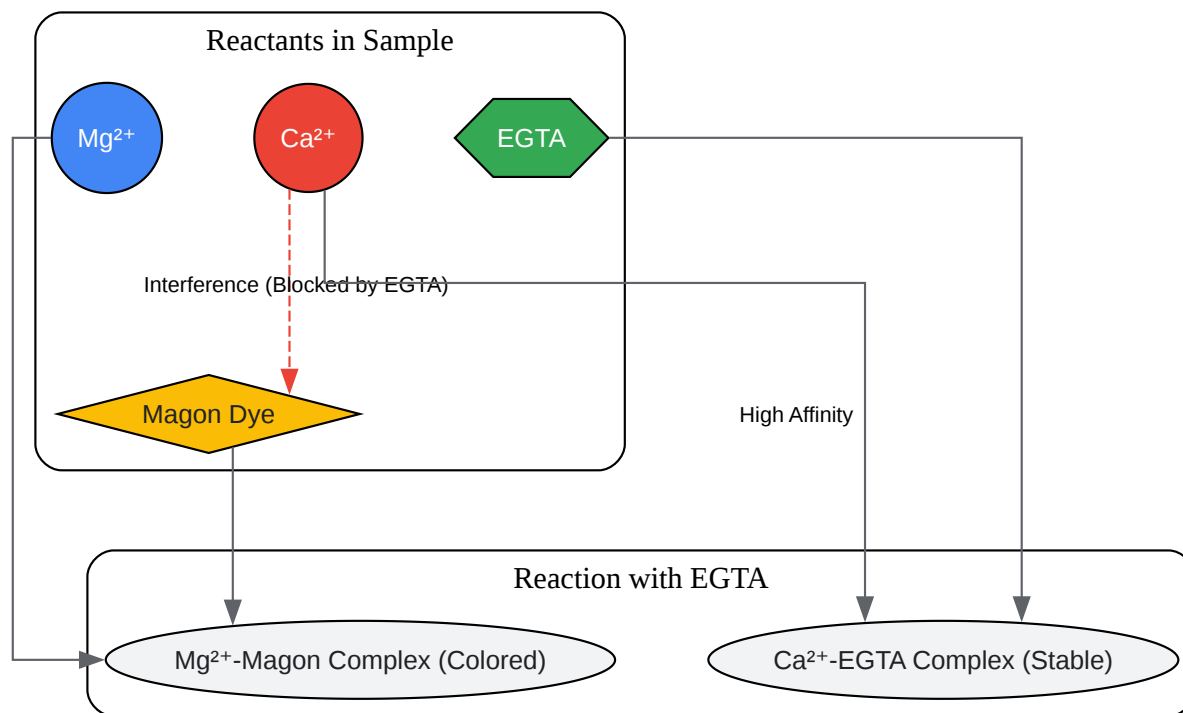 Reactants in Sample
Mg²⁺
Ca²⁺
EGTA
Interference (Blocked by EGTA)
Magon Dye
High Affinity
Reaction with EGTA
Mg²⁺-Magon Complex (Colored)
Ca²⁺-EGTA Complex (Stable)